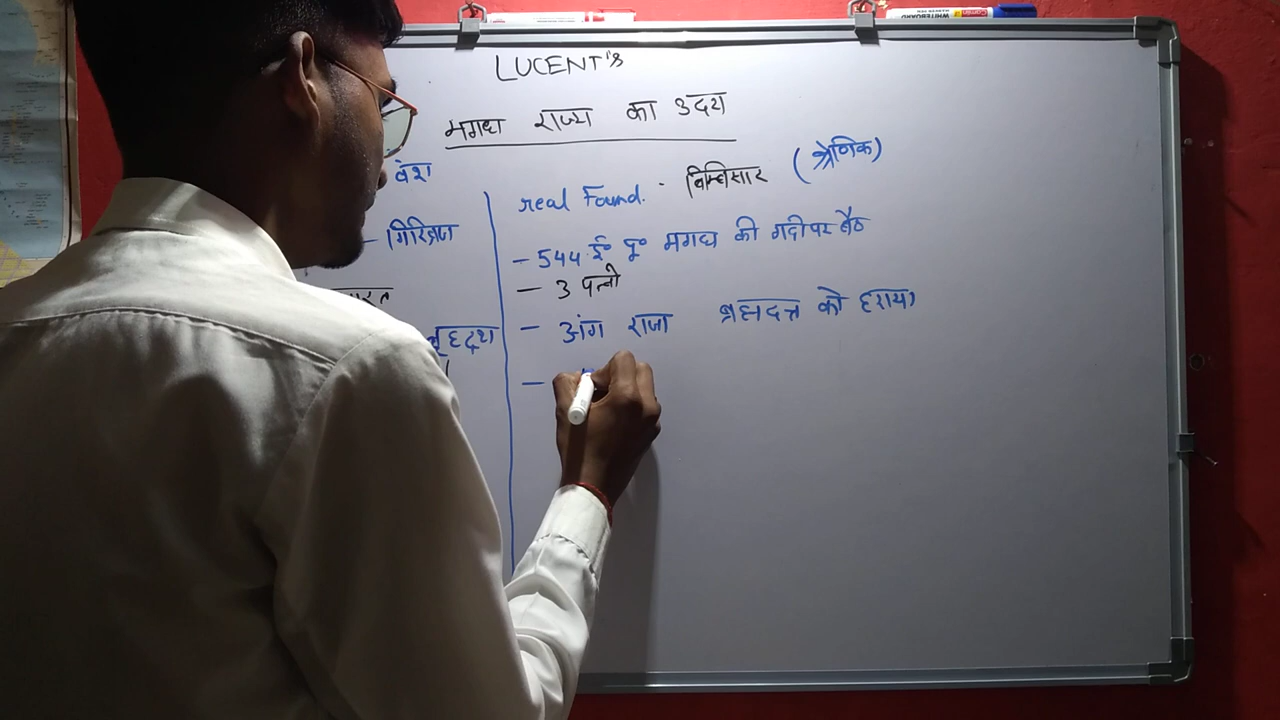 LUCENT's
मगध राज्य का उदय
वंश
गिरिव्रज
बृहद्रथ
real Found. - बिम्बिसार (श्रेणिक)
- 544 ई० पू० मगध की गद्दी पर बैठ
- 3 पत्नी
- अंग राजा ब्रह्मदत्त को हराया
-
WHITEBOARD